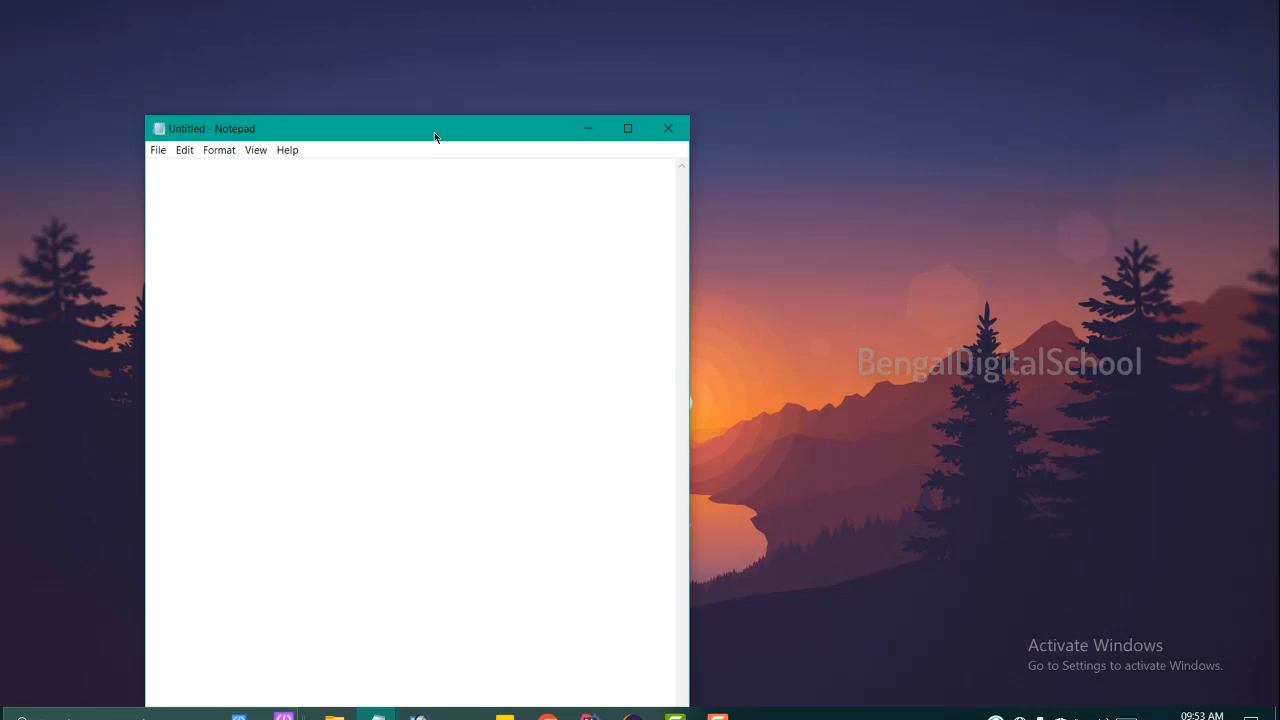 Untitled - Notepad
File Edit Format View Help
BengalDigitalSchool
Activate Windows
Go to Settings to activate Windows.
09:53 AM